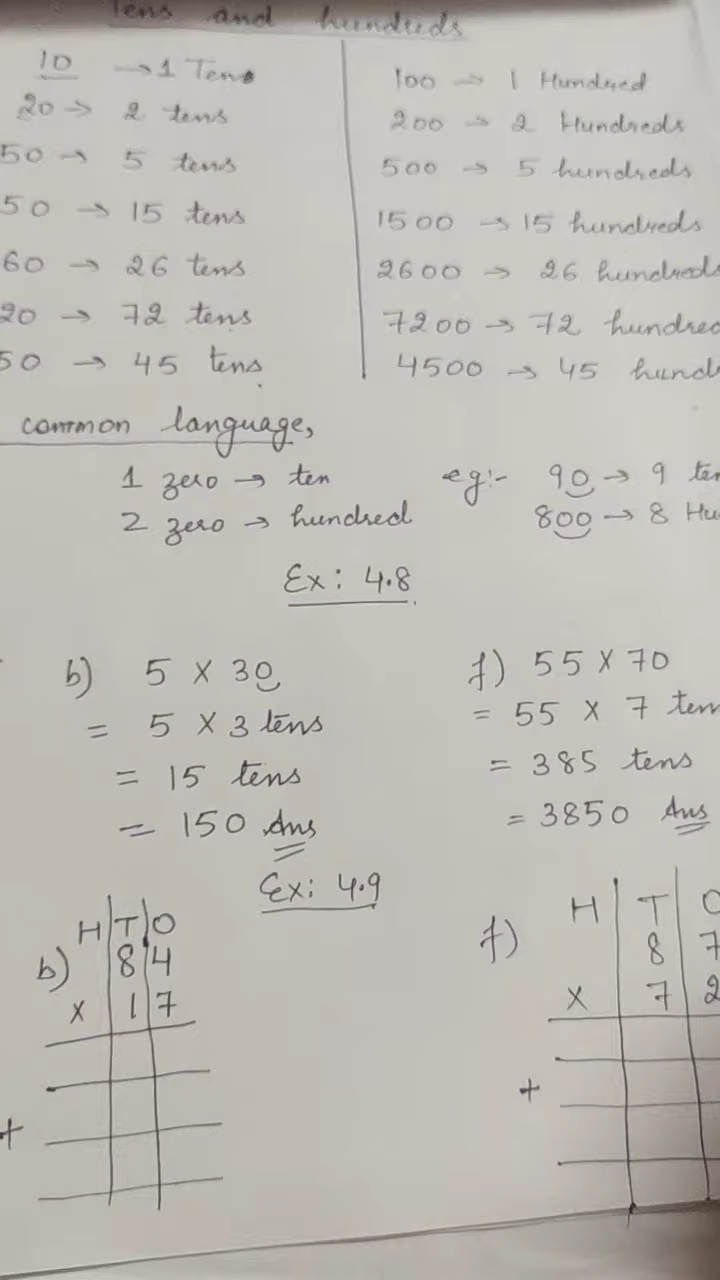 Tens and hundreds
10 → 1 Tens
20 → 2 tens
50 → 5 tens
50 → 15 tens
60 → 26 tens
20 → 72 tens
50 → 45 tens
100 → 1 Hundred
200 → 2 Hundreds
500 → 5 hundreds
1500 → 15 hundreds
2600 → 26 hundreds
7200 → 72 hundred
4500 → 45 hund
common language,
1 zero → ten
2 zero → hundred
eg:- 90 → 9 ten
800 → 8 Hu
Ex: 4.8
b) 5 × 30
= 5 × 3 tens
= 15 tens
= 150 Ans
f) 55 × 70
= 55 × 7 ten
= 385 tens
= 3850 Ans
Ex: 4.9
H T O
b) 8 4
× 1 7
+
H T O
f) 8 7
× 7 2
+